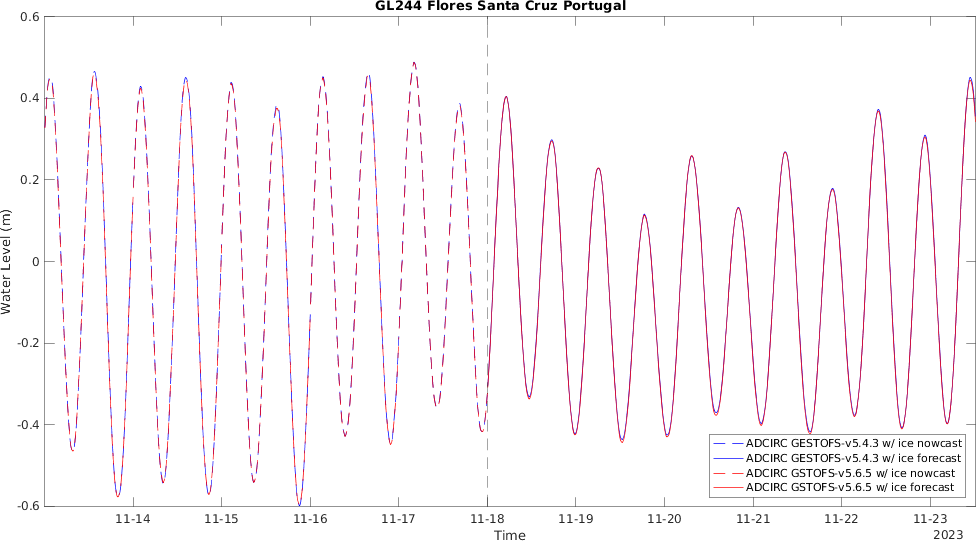 GL244 Flores Santa Cruz Portugal
0.6
0.4
0.2
0
-0.2
-0.4
-0.6
Water Level (m)
ADCIRC GESTOFS-v5.4.3 w/ ice nowcast
ADCIRC GESTOFS-v5.4.3 w/ ice forecast
ADCIRC GSTOFS-v5.6.5 w/ ice nowcast
ADCIRC GSTOFS-v5.6.5 w/ ice forecast
11-14 11-15 11-16 11-17 11-18 11-19 11-20 11-21 11-22 11-23
Time
2023